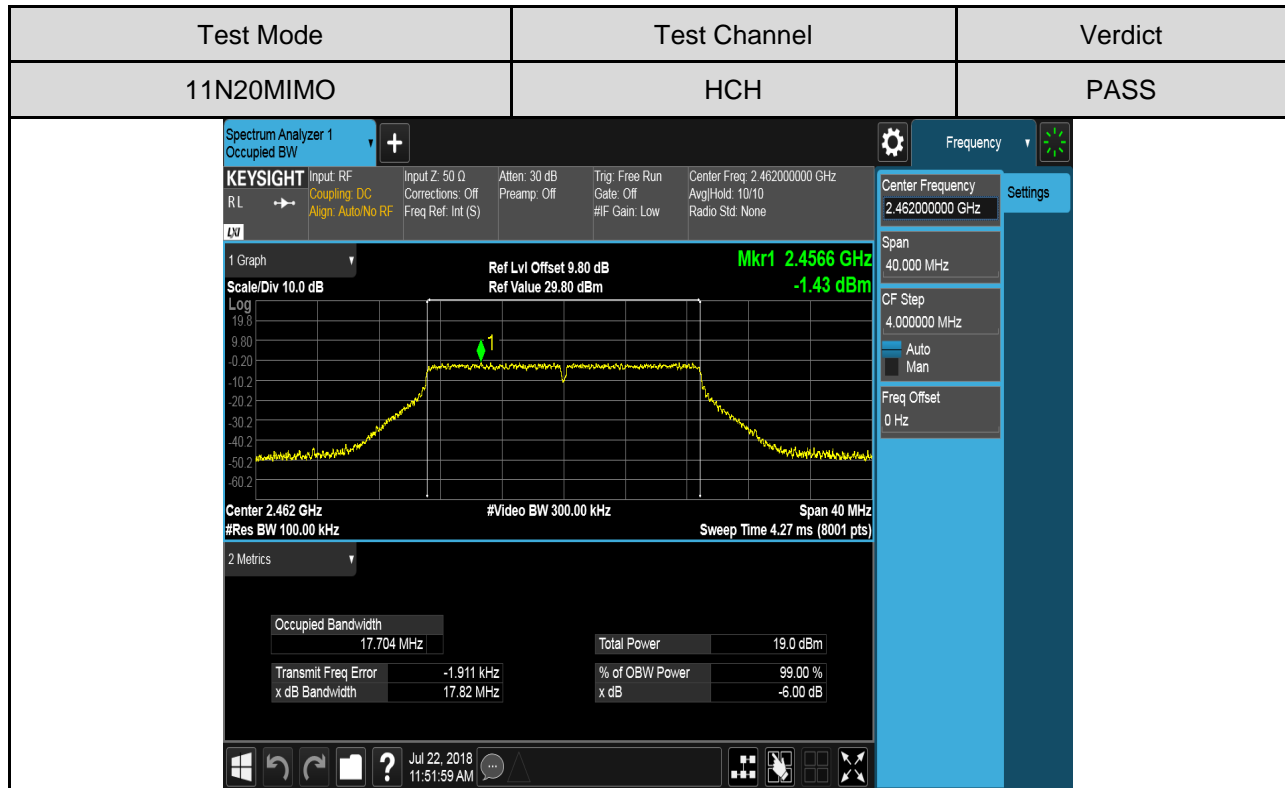 Test Mode Test Channel Verdict
11N20MIMO HCH PASS
Spectrum Analyzer 1
Occupied BW
Frequency
KEYSIGHT Input: RF Input Z: 50 Ω Atten: 30 dB Trig: Free Run Center Freq: 2.462000000 GHz
RL Coupling: DC Corrections: Off Preamp: Off Gate: Off Avg|Hold: 10/10
Align: Auto/No RF Freq Ref: Int (S) #IF Gain: Low Radio Std: None
LXI
Center Frequency
2.462000000 GHz
Settings
Span
40.000 MHz
CF Step
4.000000 MHz
Auto
Man
Freq Offset
0 Hz
1 Graph Ref Lvl Offset 9.80 dB Mkr1 2.4566 GHz
Scale/Div 10.0 dB Ref Value 29.80 dBm -1.43 dBm
Log
19.8
9.80
1
-0.20
-10.2
-20.2
-30.2
-40.2
-50.2
-60.2
Center 2.462 GHz #Video BW 300.00 kHz Span 40 MHz
#Res BW 100.00 kHz Sweep Time 4.27 ms (8001 pts)
2 Metrics
Occupied Bandwidth
17.704 MHz Total Power 19.0 dBm
Transmit Freq Error -1.911 kHz % of OBW Power 99.00 %
x dB Bandwidth 17.82 MHz x dB -6.00 dB
?
Jul 22, 2018
11:51:59 AM